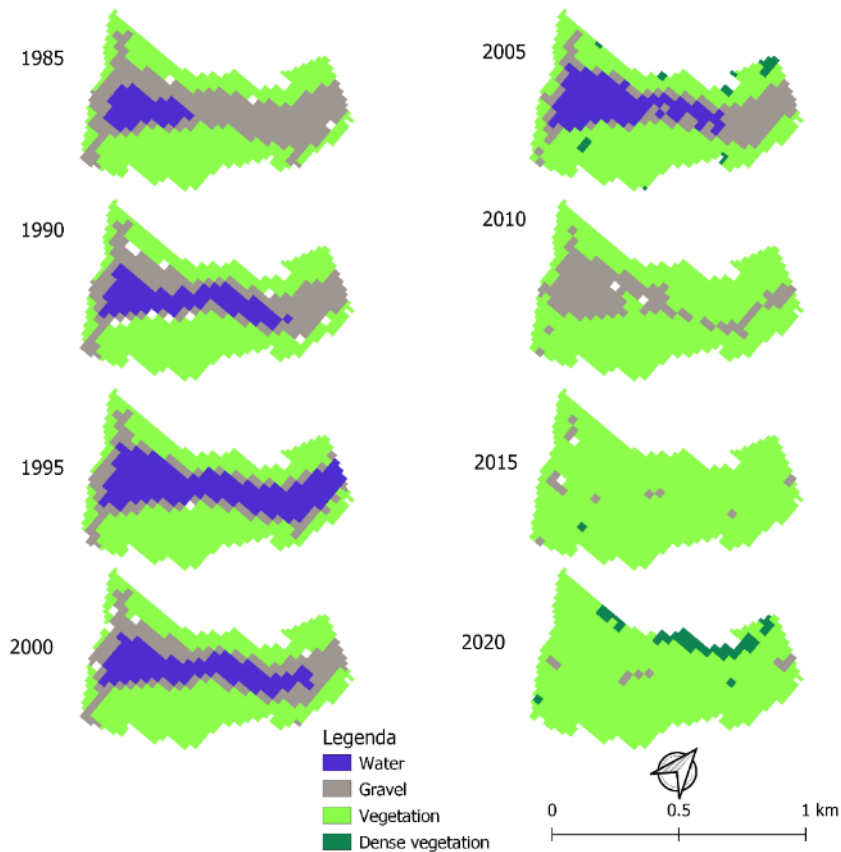 1985
1990
1995
2000
2005
2010
2015
2020
Legenda
Water
Gravel
Vegetation
Dense vegetation
0 0.5 1 km